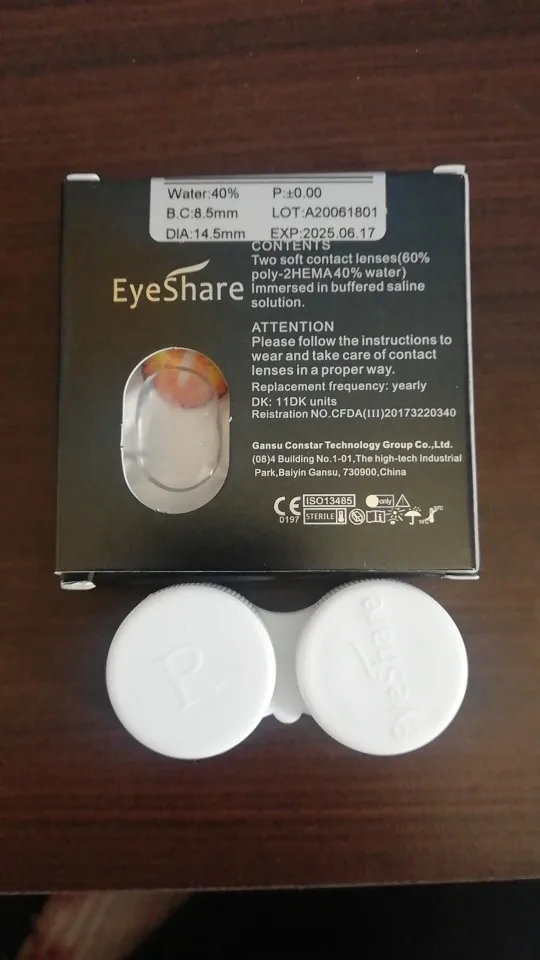 Water:40% P:±0.00
B.C:8.5mm LOT:A20061801
DIA:14.5mm EXP:2025.06.17
CONTENTS
Two soft contact lenses(60%
poly-2HEMA40% water)
Immersed in buffered saline
solution.
EyeShare
ATTENTION
Please follow the instructions to
wear and take care of contact
lenses in a proper way.
Replacement frequency: yearly
DK: 11DK units
Reistration NO.CFDA(III)20173220340
Gansu Constar Technology Group Co.,Ltd.
(08)4 Building No.1-01,The high-tech Industrial
Park,Baiyin Gansu, 730900,China
CE ISO13485 only
0197 STERILE
R
eyeshare